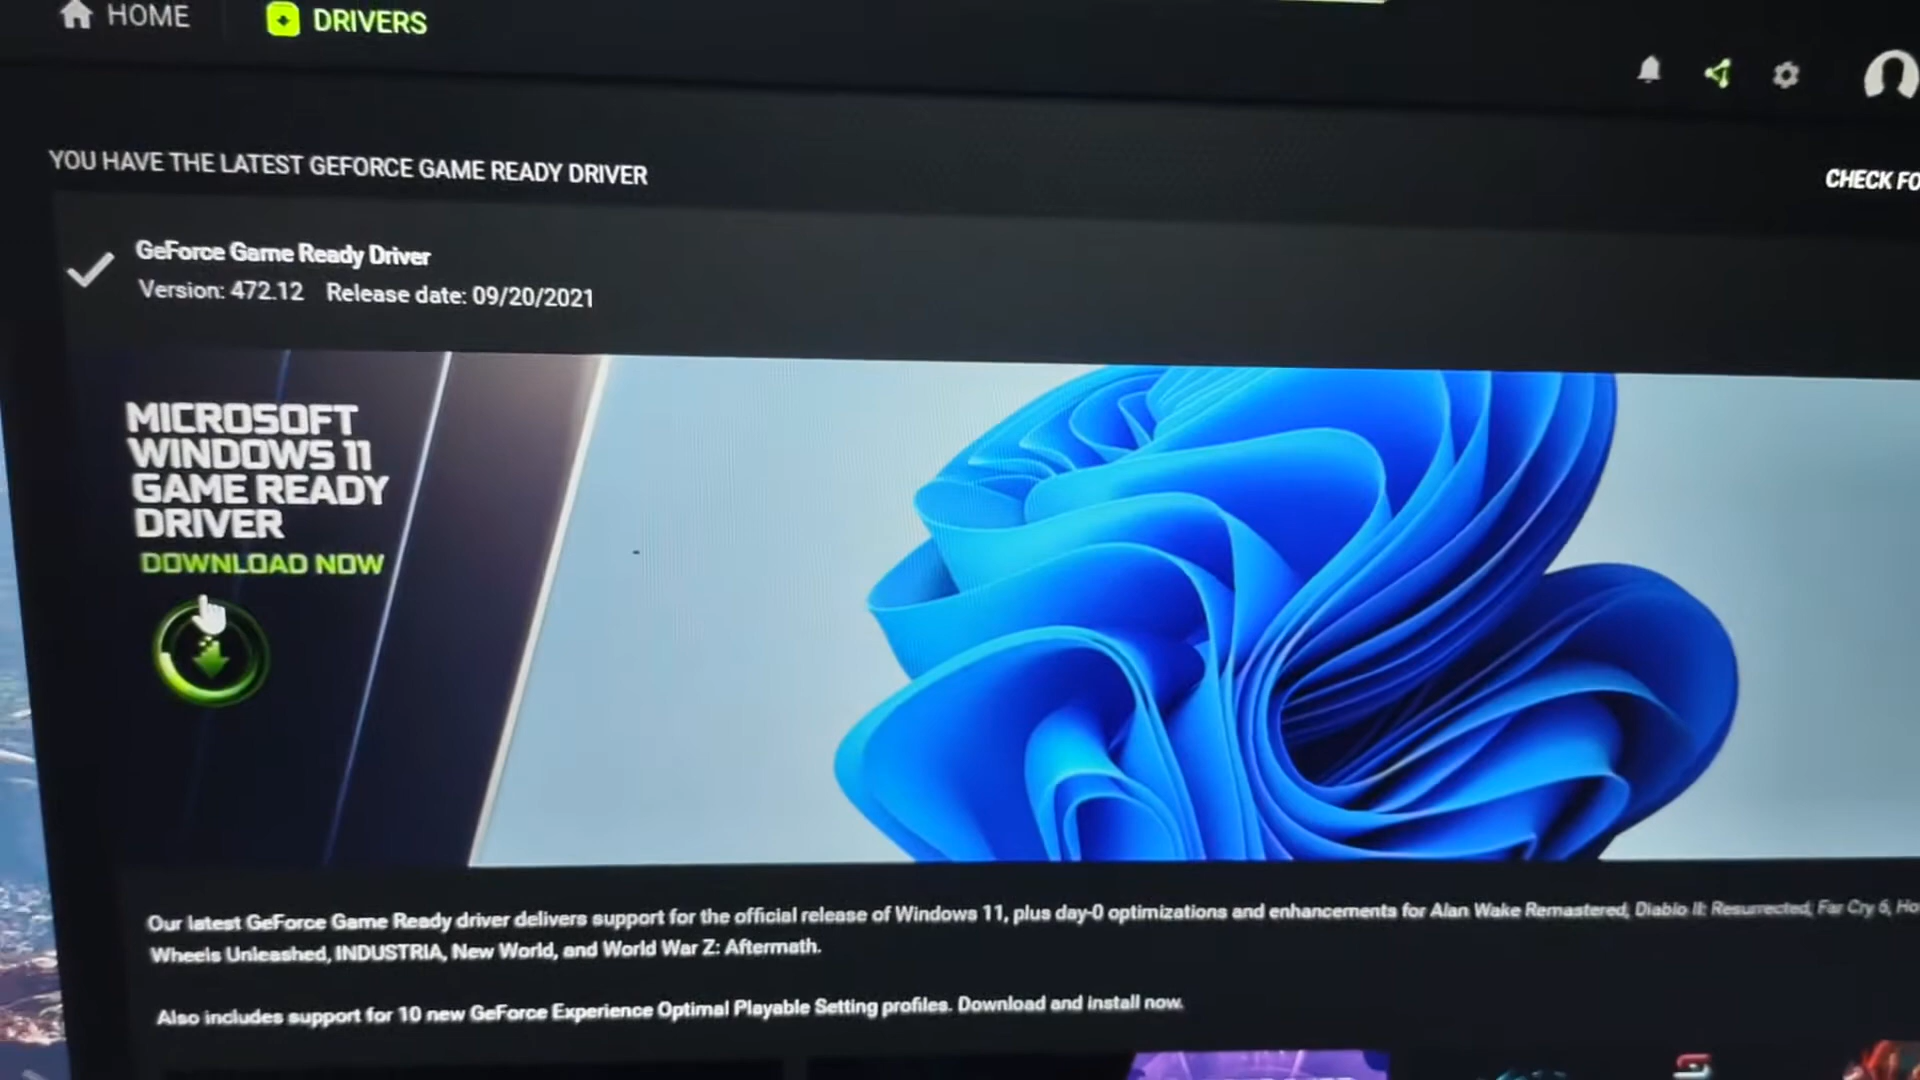 HOME
DRIVERS
YOU HAVE THE LATEST GEFORCE GAME READY DRIVER
CHECK FO
GeForce Game Ready Driver
Version: 472.12 Release date: 09/20/2021
MICROSOFT
WINDOWS 11
GAME READY
DRIVER
DOWNLOAD NOW
Our latest GeForce Game Ready driver delivers support for the official release of Windows 11, plus day-0 optimizations and enhancements for Alan Wake Remastered, Diablo II: Resurrected, Far Cry 6, Ho
Wheels Unleashed, INDUSTRIA, New World, and World War Z: Aftermath.
Also includes support for 10 new GeForce Experience Optimal Playable Setting profiles. Download and install now.